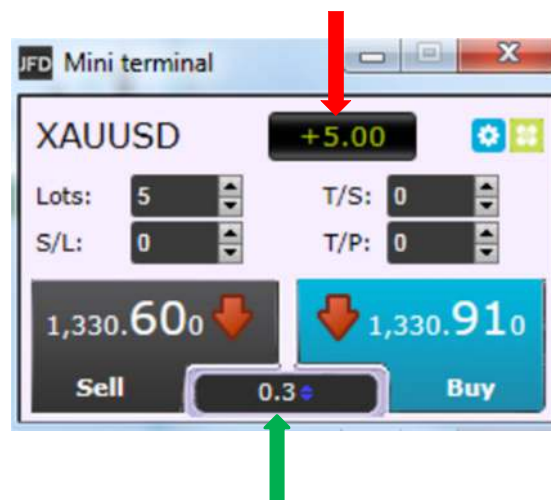 JFD Mini terminal
XAUUSD +5.00
Lots: 5 T/S: 0
S/L: 0 T/P: 0
1,330.600 1,330.910
Sell 0.3 Buy